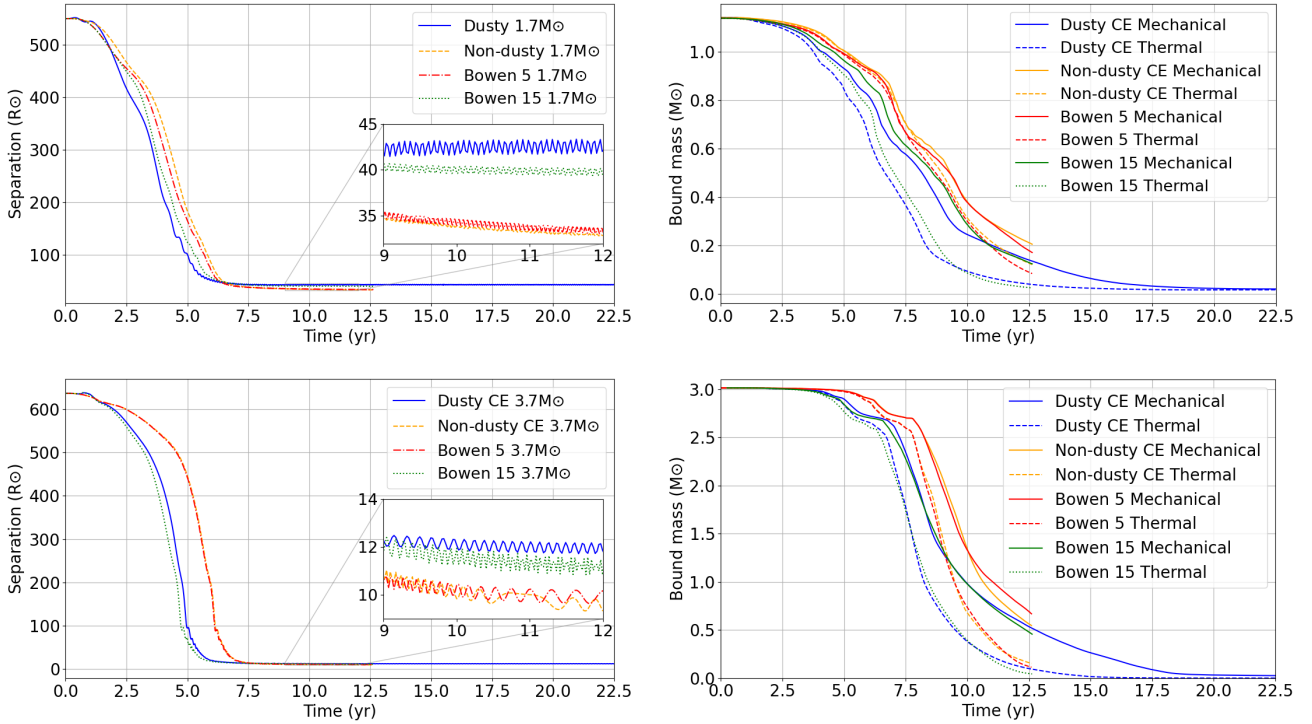 Separation (R⊙)
500
400
300
200
100
0.0 2.5 5.0 7.5 10.0 12.5 15.0 17.5 20.0 22.5
Time (yr)
Dusty 1.7M⊙
Non-dusty 1.7M⊙
Bowen 5 1.7M⊙
Bowen 15 1.7M⊙
45
40
35
9 10 11 12
Bound mass (M⊙)
1.0
0.8
0.6
0.4
0.2
0.0
0.0 2.5 5.0 7.5 10.0 12.5 15.0 17.5 20.0 22.5
Time (yr)
Dusty CE Mechanical
Dusty CE Thermal
Non-dusty CE Mechanical
Non-dusty CE Thermal
Bowen 5 Mechanical
Bowen 5 Thermal
Bowen 15 Mechanical
Bowen 15 Thermal
Separation (R⊙)
600
500
400
300
200
100
0
0.0 2.5 5.0 7.5 10.0 12.5 15.0 17.5 20.0 22.5
Time (yr)
Dusty CE 3.7M⊙
Non-dusty CE 3.7M⊙
Bowen 5 3.7M⊙
Bowen 15 3.7M⊙
14
12
10
9 10 11 12
Bound mass (M⊙)
3.0
2.5
2.0
1.5
1.0
0.5
0.0
0.0 2.5 5.0 7.5 10.0 12.5 15.0 17.5 20.0 22.5
Time (yr)
Dusty CE Mechanical
Dusty CE Thermal
Non-dusty CE Mechanical
Non-dusty CE Thermal
Bowen 5 Mechanical
Bowen 5 Thermal
Bowen 15 Mechanical
Bowen 15 Thermal